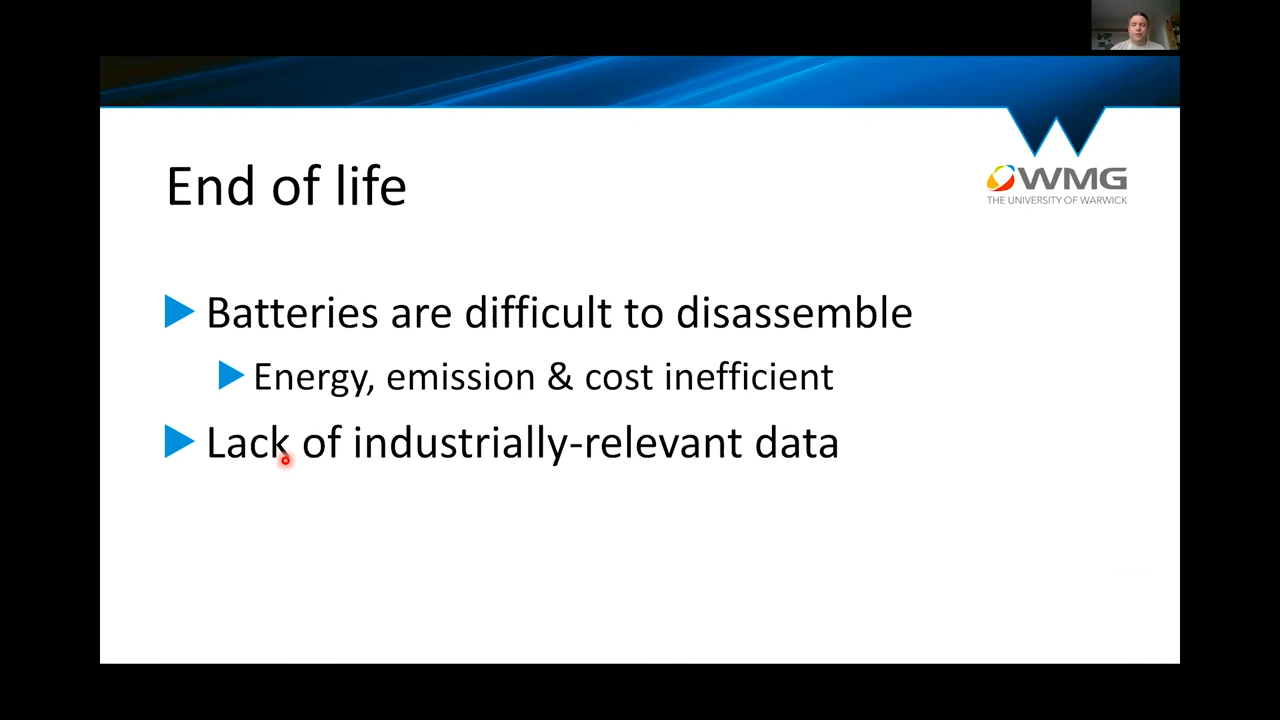 End of life
WMG
THE UNIVERSITY OF WARWICK
Batteries are difficult to disassemble
Energy, emission & cost inefficient
Lack of industrially-relevant data